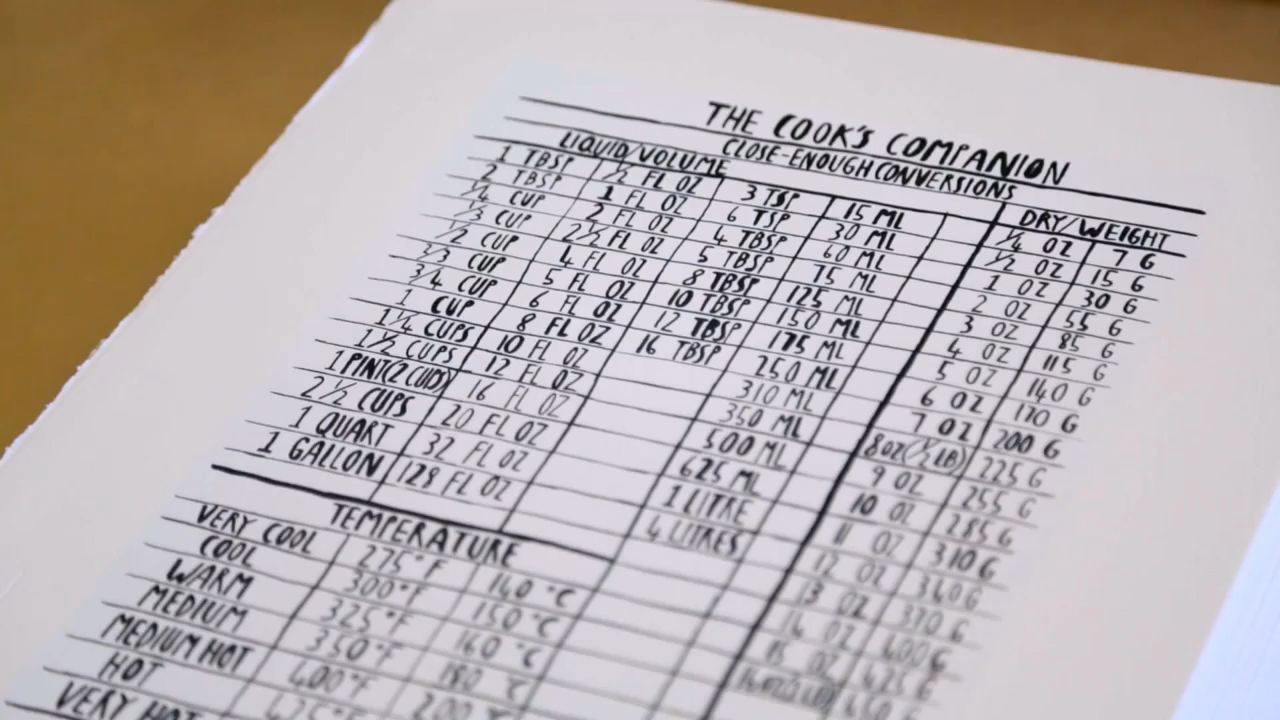 THE COOK'S COMPANION
CLOSE-ENOUGH CONVERSIONS
LIQUID/VOLUME
1 TBSP ½ FL OZ 3 TSP 15 ML
2 TBSP 1 FL OZ 6 TSP 30 ML
¼ CUP 2 FL OZ 4 TBSP 60 ML
⅓ CUP 2½ FL OZ 5 TBSP 75 ML
½ CUP 4 FL OZ 8 TBSP 125 ML
⅔ CUP 5 FL OZ 10 TBSP 150 ML
¾ CUP 6 FL OZ 12 TBSP 175 ML
1 CUP 8 FL OZ 16 TBSP 250 ML
1¼ CUPS 10 FL OZ 310 ML
1½ CUPS 12 FL OZ 350 ML
1 PINT(2 CUPS) 16 FL OZ 500 ML
2½ CUPS 20 FL OZ 625 ML
1 QUART 32 FL OZ 1 LITRE
1 GALLON 128 FL OZ 4 LITRES
DRY/WEIGHT
¼ OZ 7 G
½ OZ 15 G
1 OZ 30 G
2 OZ 55 G
3 OZ 85 G
4 OZ 115 G
5 OZ 140 G
6 OZ 170 G
7 OZ 200 G
8OZ(½ LB) 225 G
9 OZ 255 G
10 OZ 285 G
11 OZ 310 G
12 OZ 340 G
13 OZ 370 G
14 OZ 400 G
15 OZ 425 G
450 G
TEMPERATURE
VERY COOL 275°F 140 °C
COOL 300°F 150 °C
WARM 325°F 160 °C
MEDIUM 350°F 180 °C
MEDIUM HOT 400°F 200 °C
HOT 425°F
VERY HOT